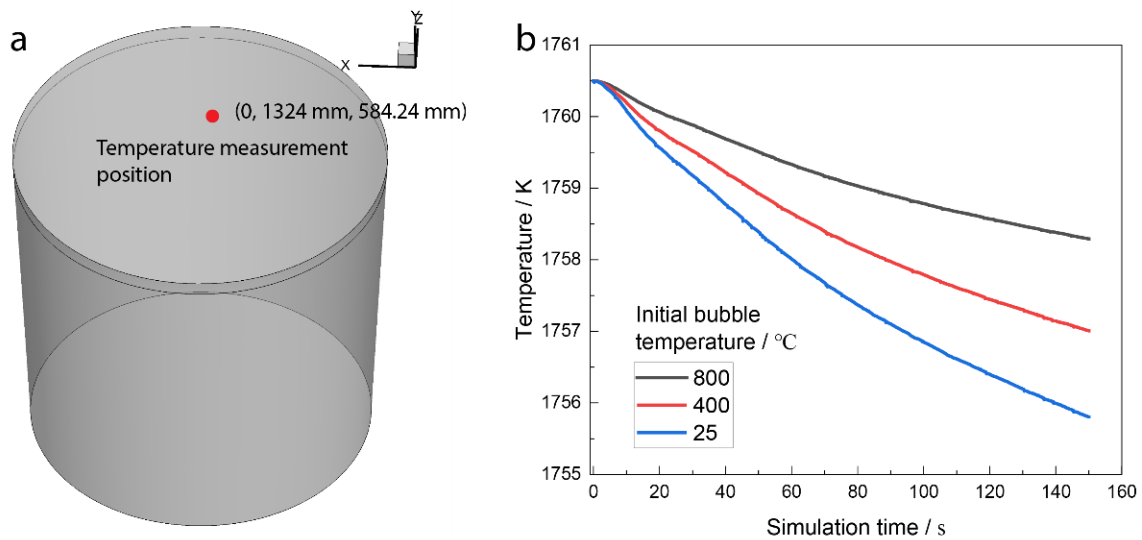 a
Y
Z
X
(0, 1324 mm, 584.24 mm)
Temperature measurement
position
b
1761
1760
1759
1758
1757
1756
1755
Temperature / K
Initial bubble
temperature / °C
800
400
25
0 20 40 60 80 100 120 140 160
Simulation time / s